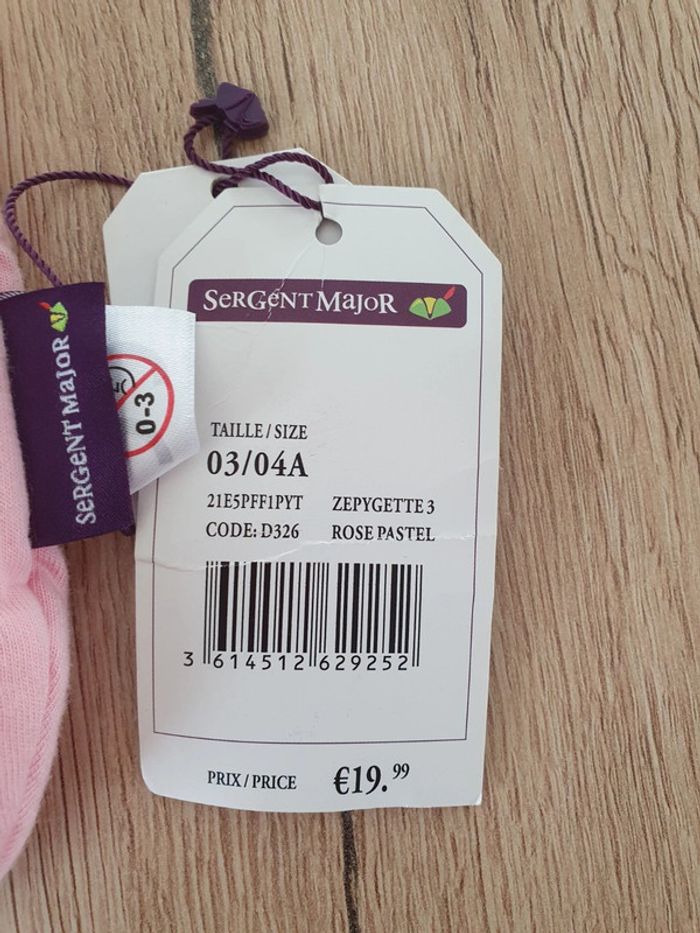 SeRGeNT MaJoR
SeRGeNT MaJoR
0-3
TAILLE / SIZE
03/04A
21E5PFF1PYT ZEPYGETTE 3
CODE: D326 ROSE PASTEL
3 614512 629252
PRIX / PRICE €19.99